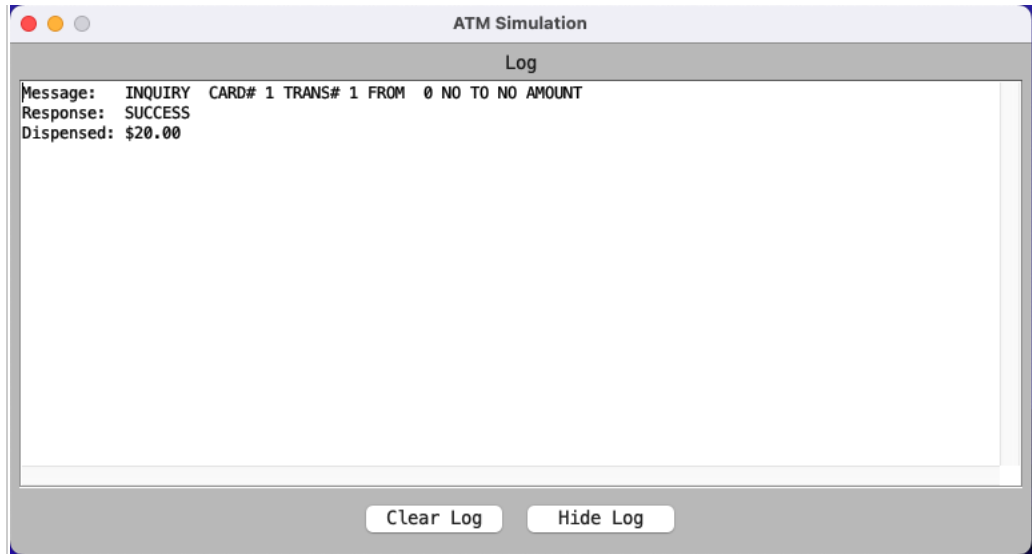 ATM Simulation
Log
Message:   INQUIRY  CARD# 1 TRANS# 1 FROM  0 NO TO NO AMOUNT
Response:  SUCCESS
Dispensed: $20.00
Clear Log
Hide Log